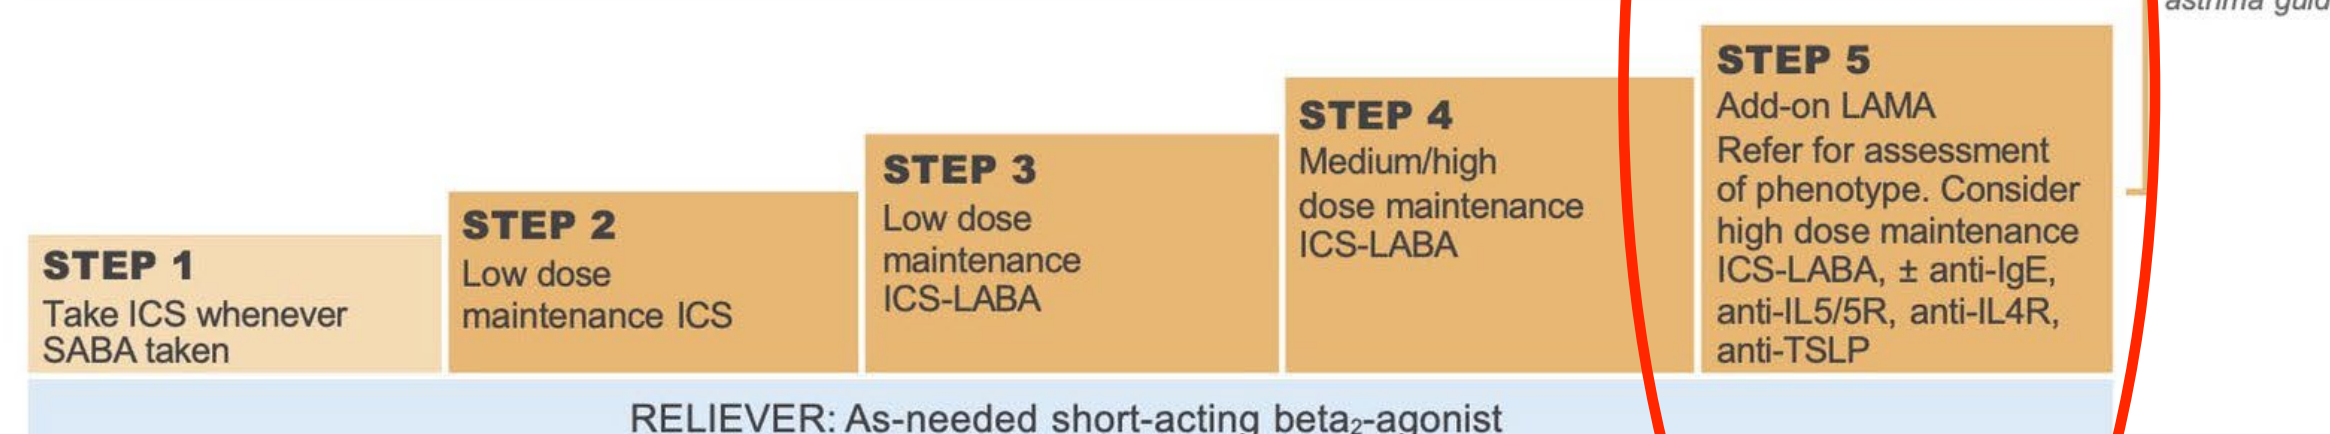 asthma guid
STEP 5
Add-on LAMA
Refer for assessment
of phenotype. Consider
high dose maintenance
ICS-LABA, ± anti-IgE,
anti-IL5/5R, anti-IL4R,
anti-TSLP
STEP 4
Medium/high
dose maintenance
ICS-LABA
STEP 3
Low dose
maintenance
ICS-LABA
STEP 2
Low dose
maintenance ICS
STEP 1
Take ICS whenever
SABA taken
RELIEVER: As-needed short-acting beta₂-agonist